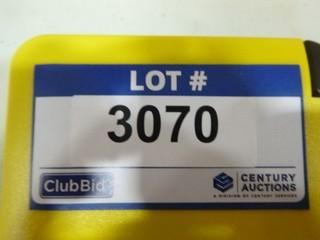 LOT #
3070
ClubBid
CENTURY
AUCTIONS
A DIVISION OF CENTURY SERVICES